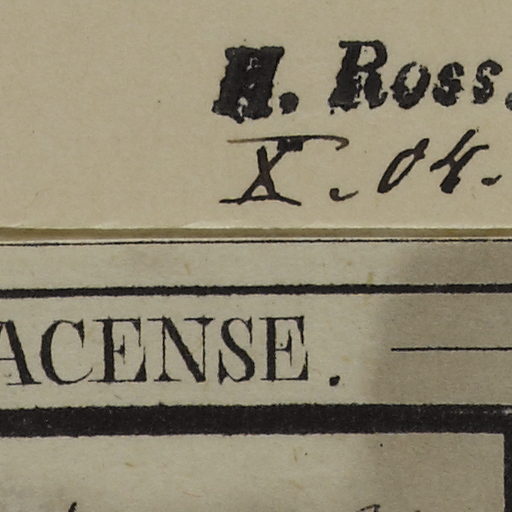 H. Ross.
X. 04.
ACENSE.